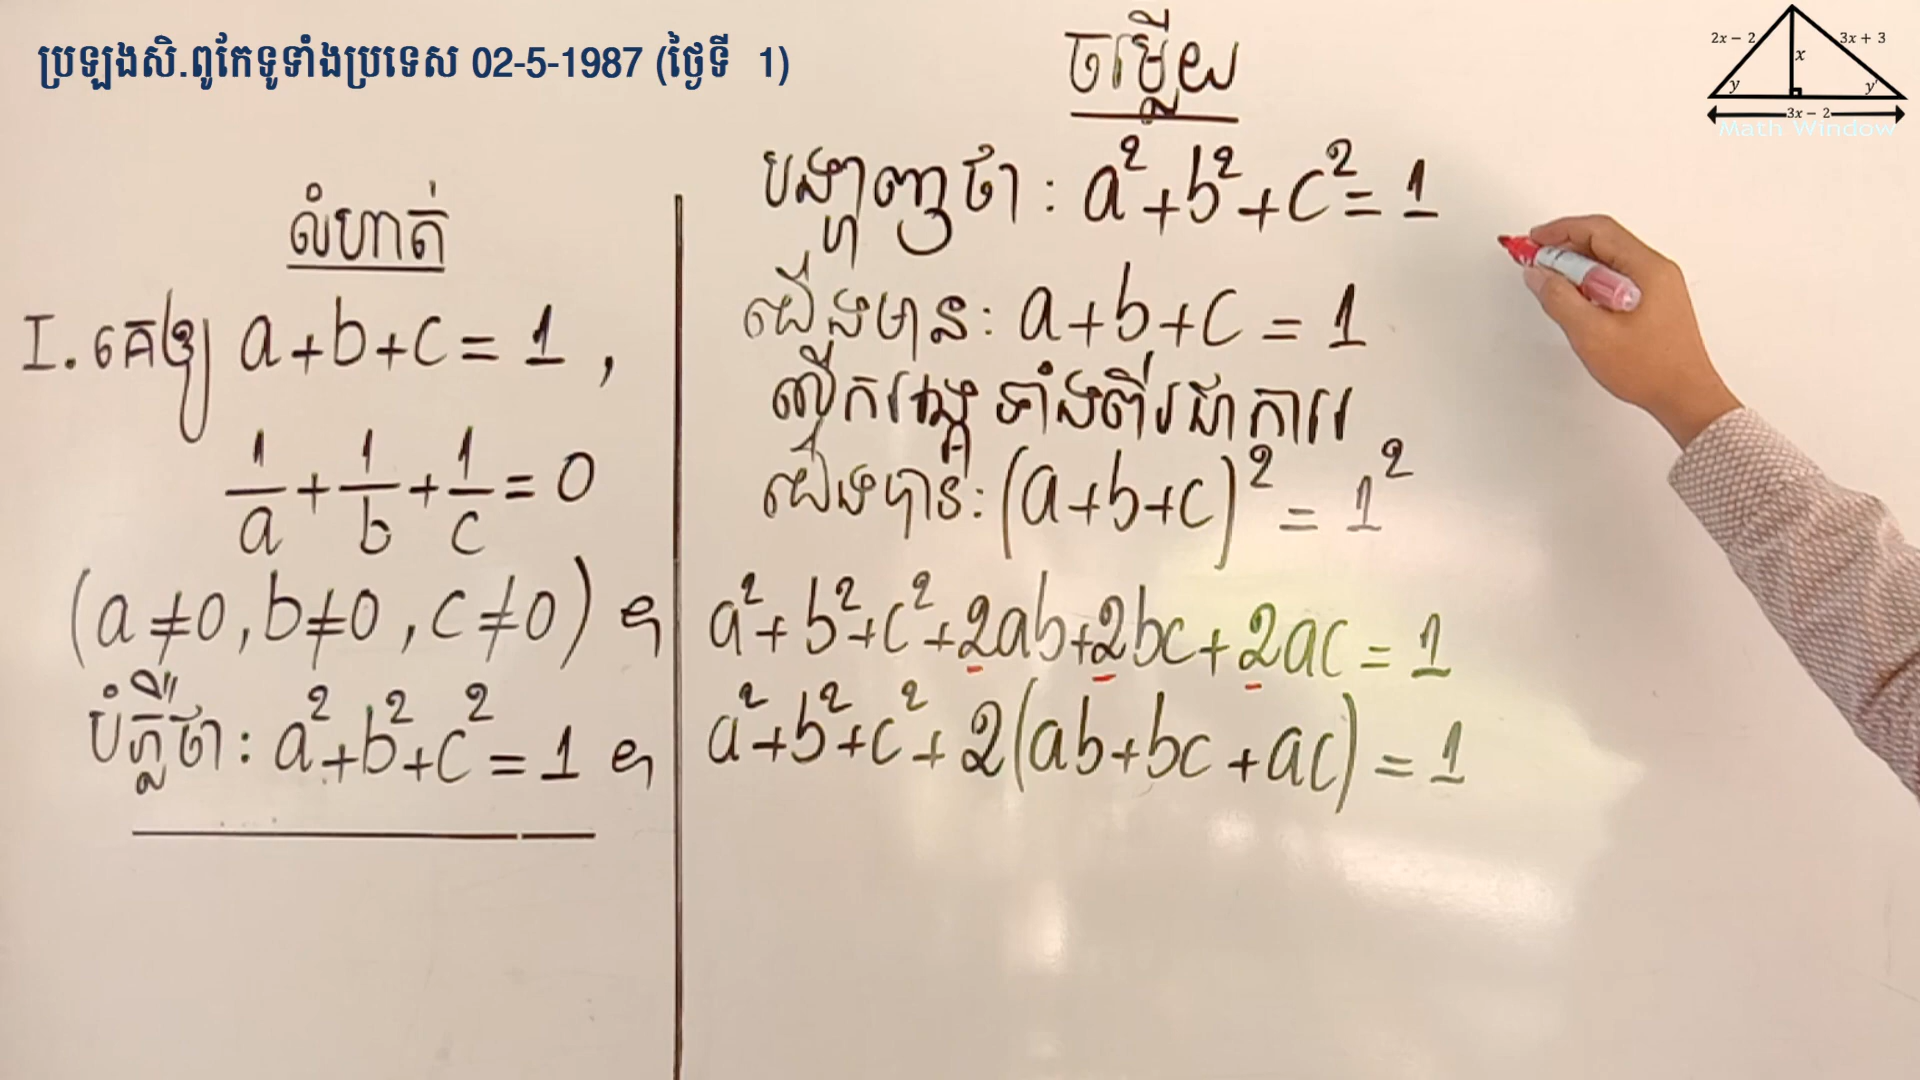 ប្រឡងសិ.ពូកែទូទាំងប្រទេស 02-5-1987 (ថ្ងៃទី 1)
លំហាត់
I. គេឲ្យ a+b+c = 1 ,
1/a + 1/b + 1/c = 0
(a≠0, b≠0, c≠0) ។
បំភ្លឺថា: a²+b²+c² = 1 ។
ចម្លើយ
បង្ហាញថា : a²+b²+c² = 1
យើងមាន: a+b+c = 1
លើកអង្គទាំងពីរជាការេ
យើងបាន: (a+b+c)² = 1²
a²+b²+c²+2ab+2bc+2ac = 1
a²+b²+c²+2(ab+bc+ac) = 1
2x − 2
3x + 3
x
y
y'
3x − 2
Math Window